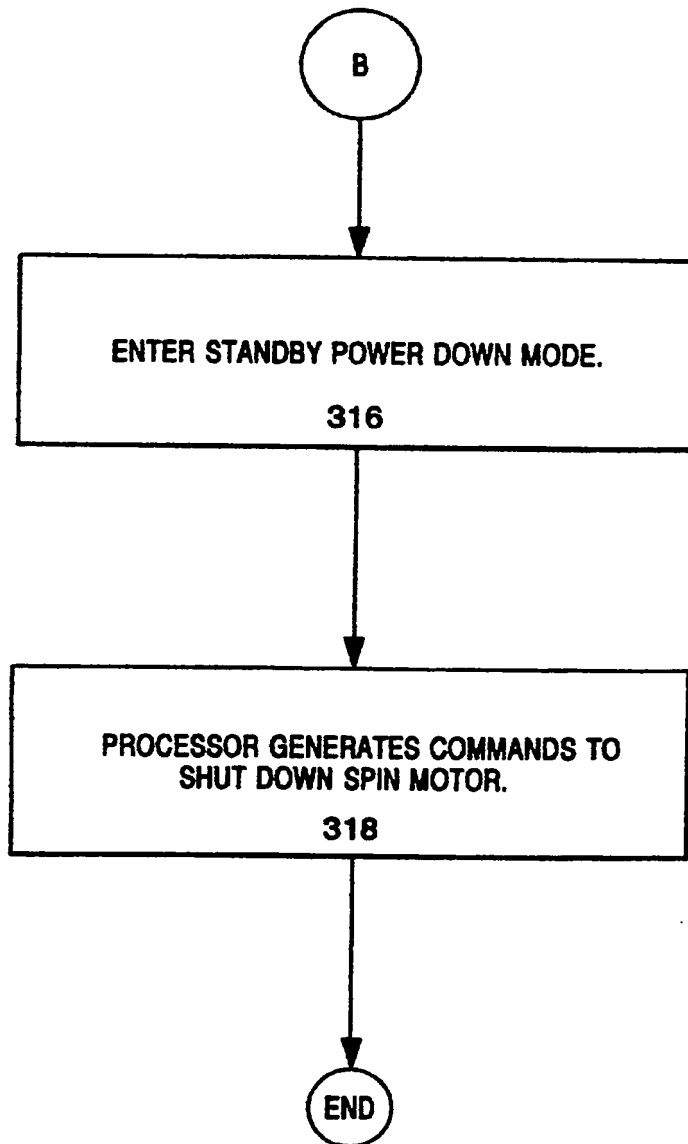 B
ENTER STANDBY POWER DOWN MODE.
316
PROCESSOR GENERATES COMMANDS TO
SHUT DOWN SPIN MOTOR.
318
END